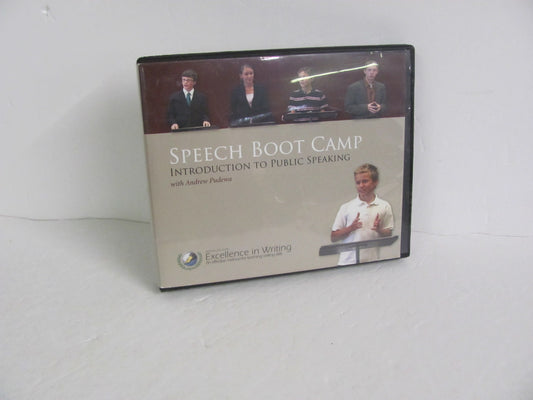 SPEECH BOOT CAMP
INTRODUCTION TO PUBLIC SPEAKING
with Andrew Pudewa
Excellence in Writing